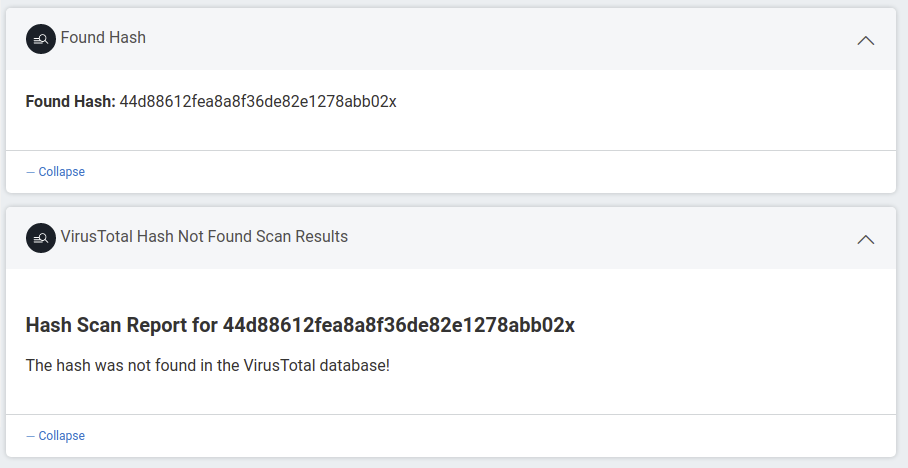 Found Hash
Found Hash: 44d88612fea8a8f36de82e1278abb02x
— Collapse
VirusTotal Hash Not Found Scan Results
Hash Scan Report for 44d88612fea8a8f36de82e1278abb02x
The hash was not found in the VirusTotal database!
— Collapse